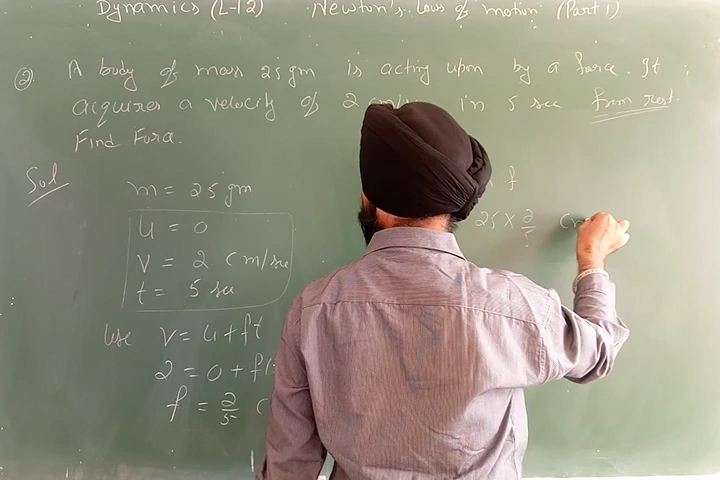 Dynamics (L-12) Newton's Laws of motion (Part 1)
② A body of mass 25 gm is acting upon by a force. It
acquires a velocity of 2 cm/ in 5 sec from rest.
Find Force.
Sol
m = 25 gm
u = 0
V = 2 cm/sec
t = 5 sec
Use V = u + ft
2 = 0 + f(
f = 2/5 (
f
25 × 2/5 cm